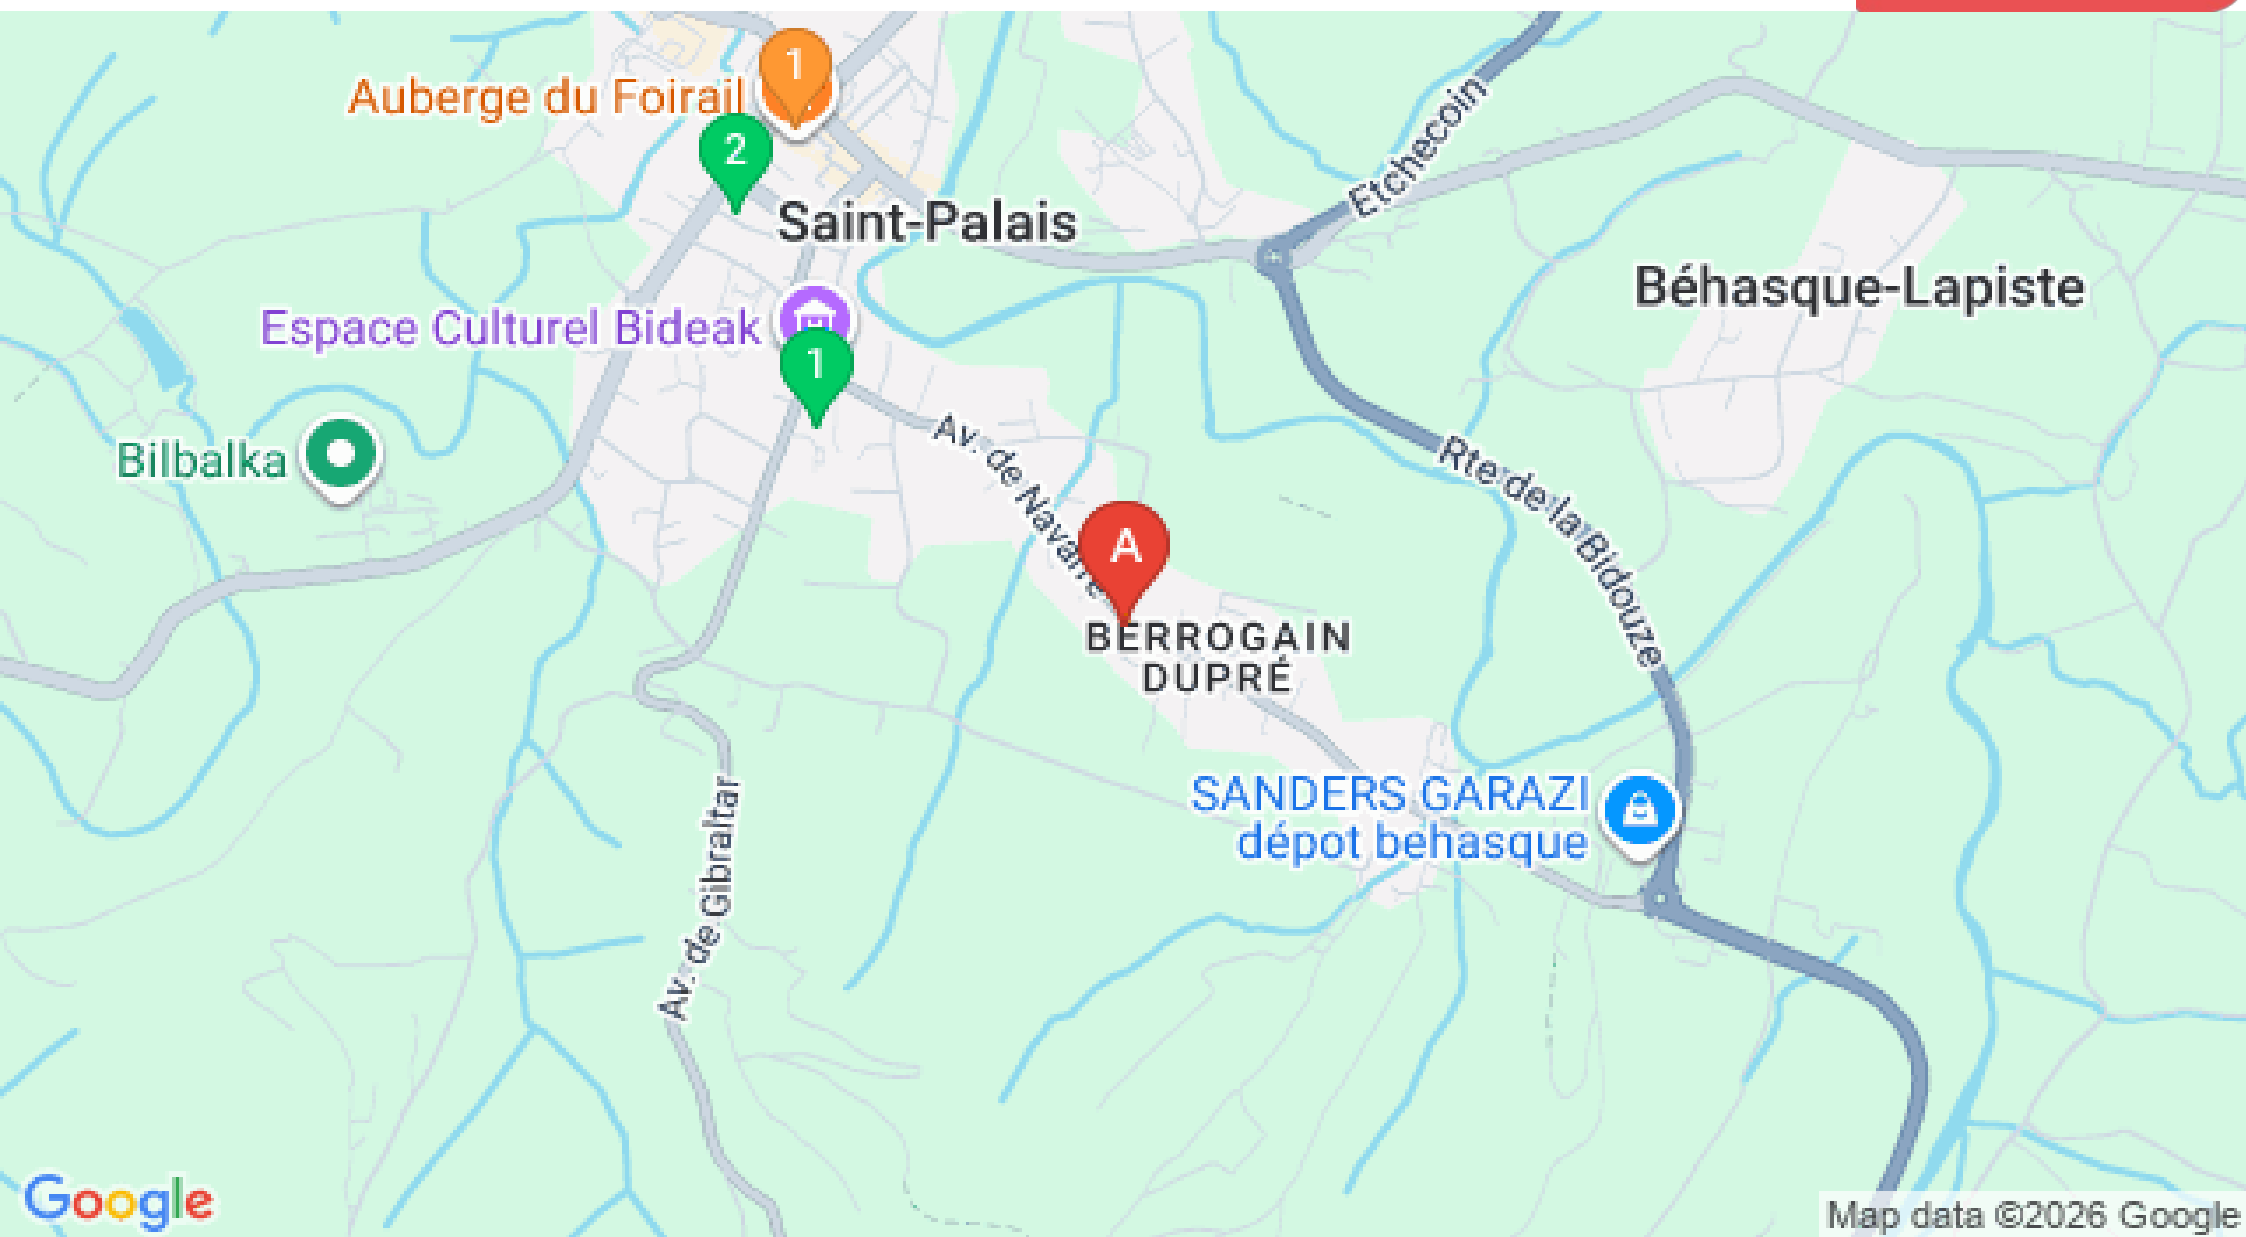 1
Auberge du Foirail
2
Saint-Palais
Etchecoin
Béhasque-Lapiste
Espace Culturel Bideak
1
Av. de Navarre
Bilbalka
Rte de la Bidouze
A
BERROGAIN
DUPRÉ
SANDERS GARAZI
dépot behasque
Av. de Gibraltar
Google
Map data ©2026 Google